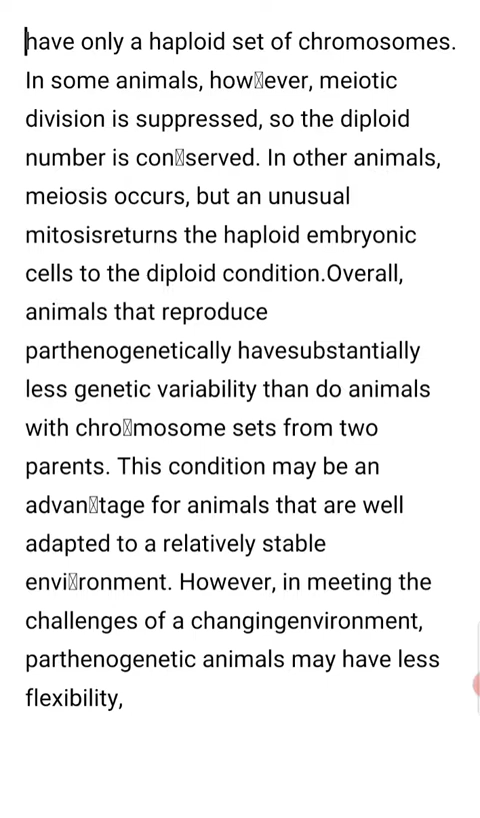 have only a haploid set of chromosomes.
In some animals, how▯ever, meiotic
division is suppressed, so the diploid
number is con▯served. In other animals,
meiosis occurs, but an unusual
mitosisreturns the haploid embryonic
cells to the diploid condition.Overall,
animals that reproduce
parthenogenetically havesubstantially
less genetic variability than do animals
with chro▯mosome sets from two
parents. This condition may be an
advan▯tage for animals that are well
adapted to a relatively stable
envi▯ronment. However, in meeting the
challenges of a changingenvironment,
parthenogenetic animals may have less
flexibility,